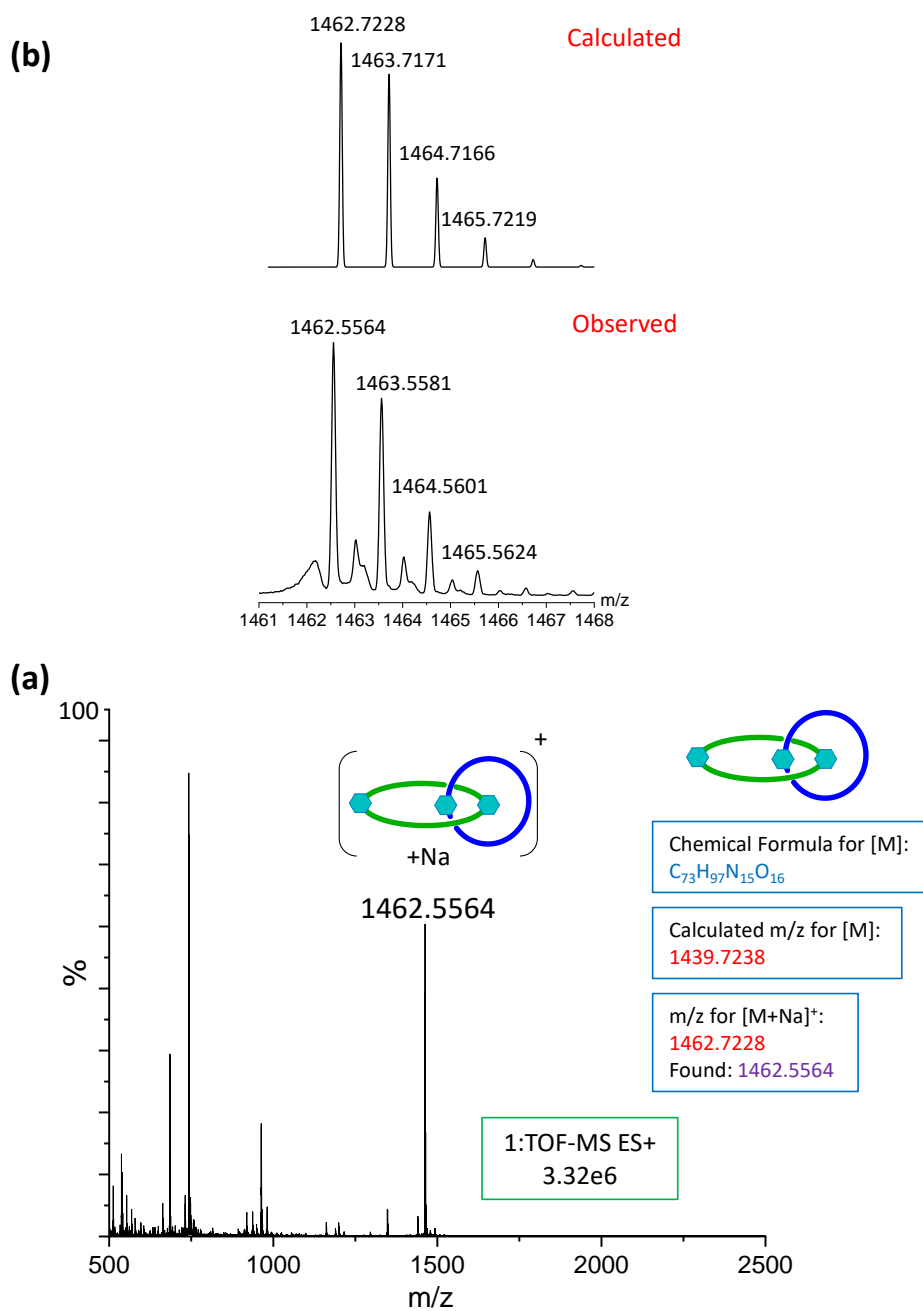 (b)
Calculated
1462.7228
1463.7171
1464.7166
1465.7219
Observed
1462.5564
1463.5581
1464.5601
1465.5624
1461 1462 1463 1464 1465 1466 1467 1468
m/z
(a)
100
%
+
+Na
1462.5564
Chemical Formula for [M]:
C₇₃H₉₇N₁₅O₁₆
Calculated m/z for [M]:
1439.7238
m/z for [M+Na]⁺:
1462.7228
Found: 1462.5564
1:TOF-MS ES+
3.32e6
500 1000 1500 2000 2500
m/z